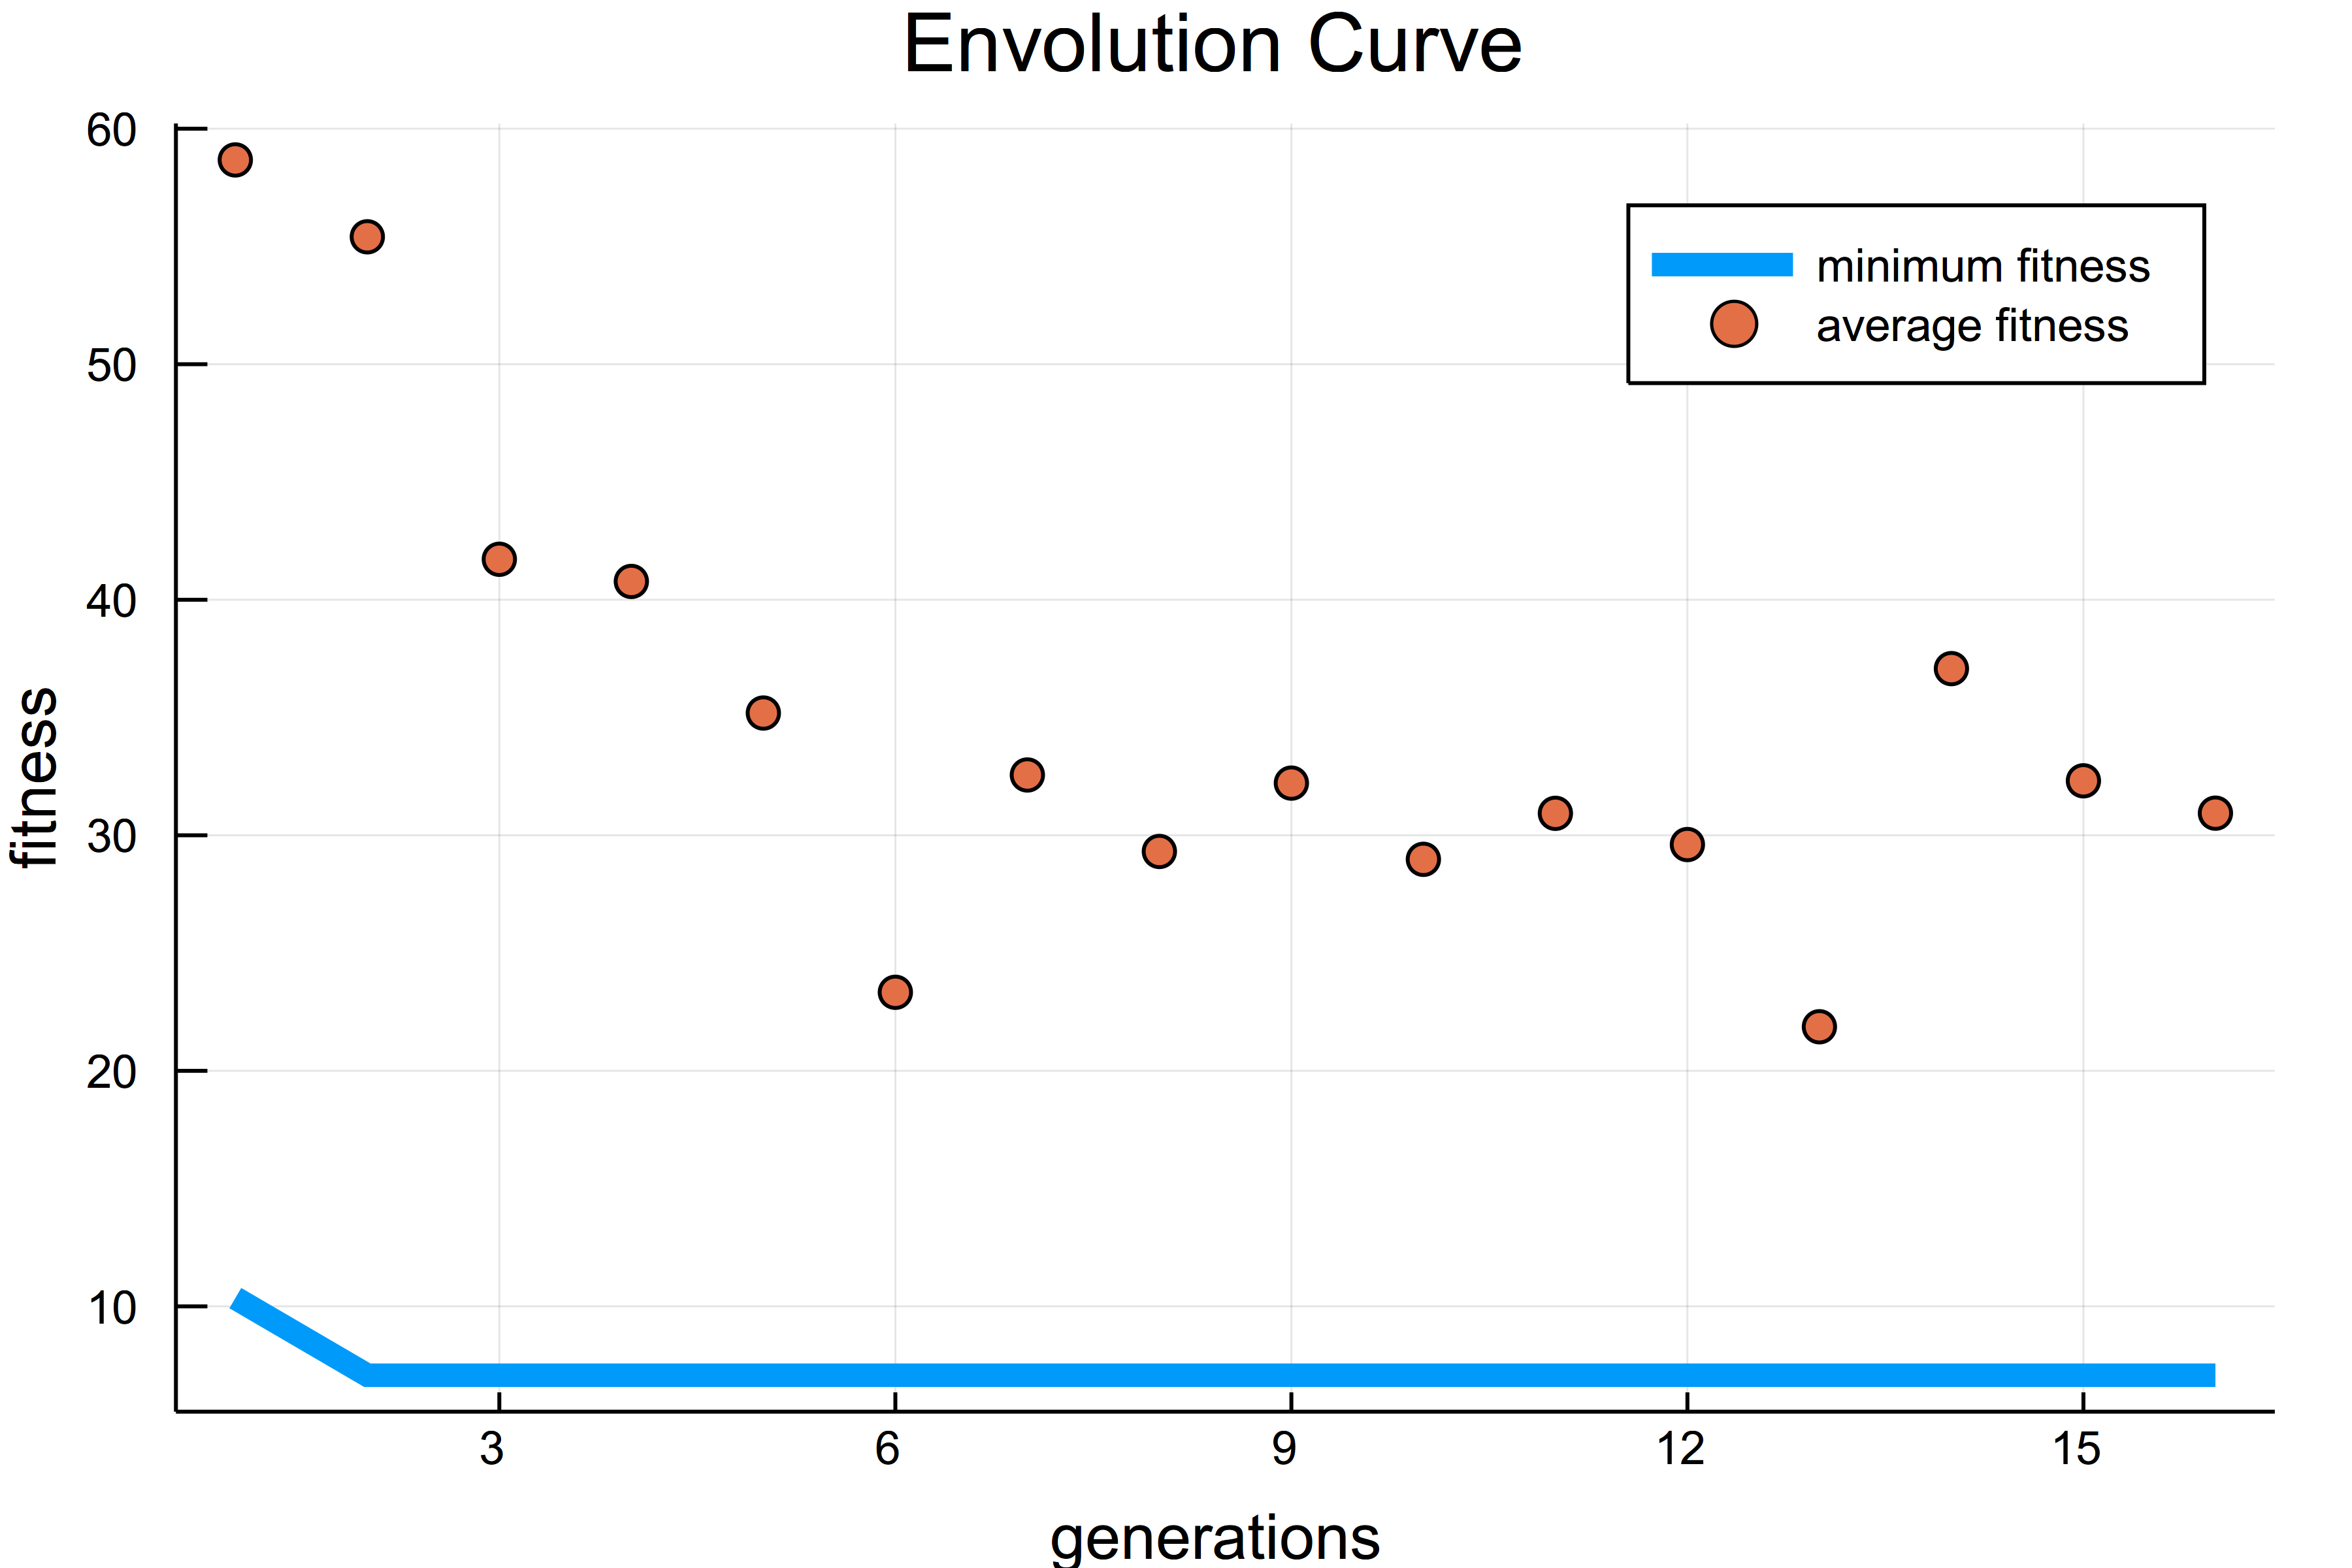 Envolution Curve
60
50
40
30
20
10
fitness
minimum fitness
average fitness
3 6 9 12 15
generations